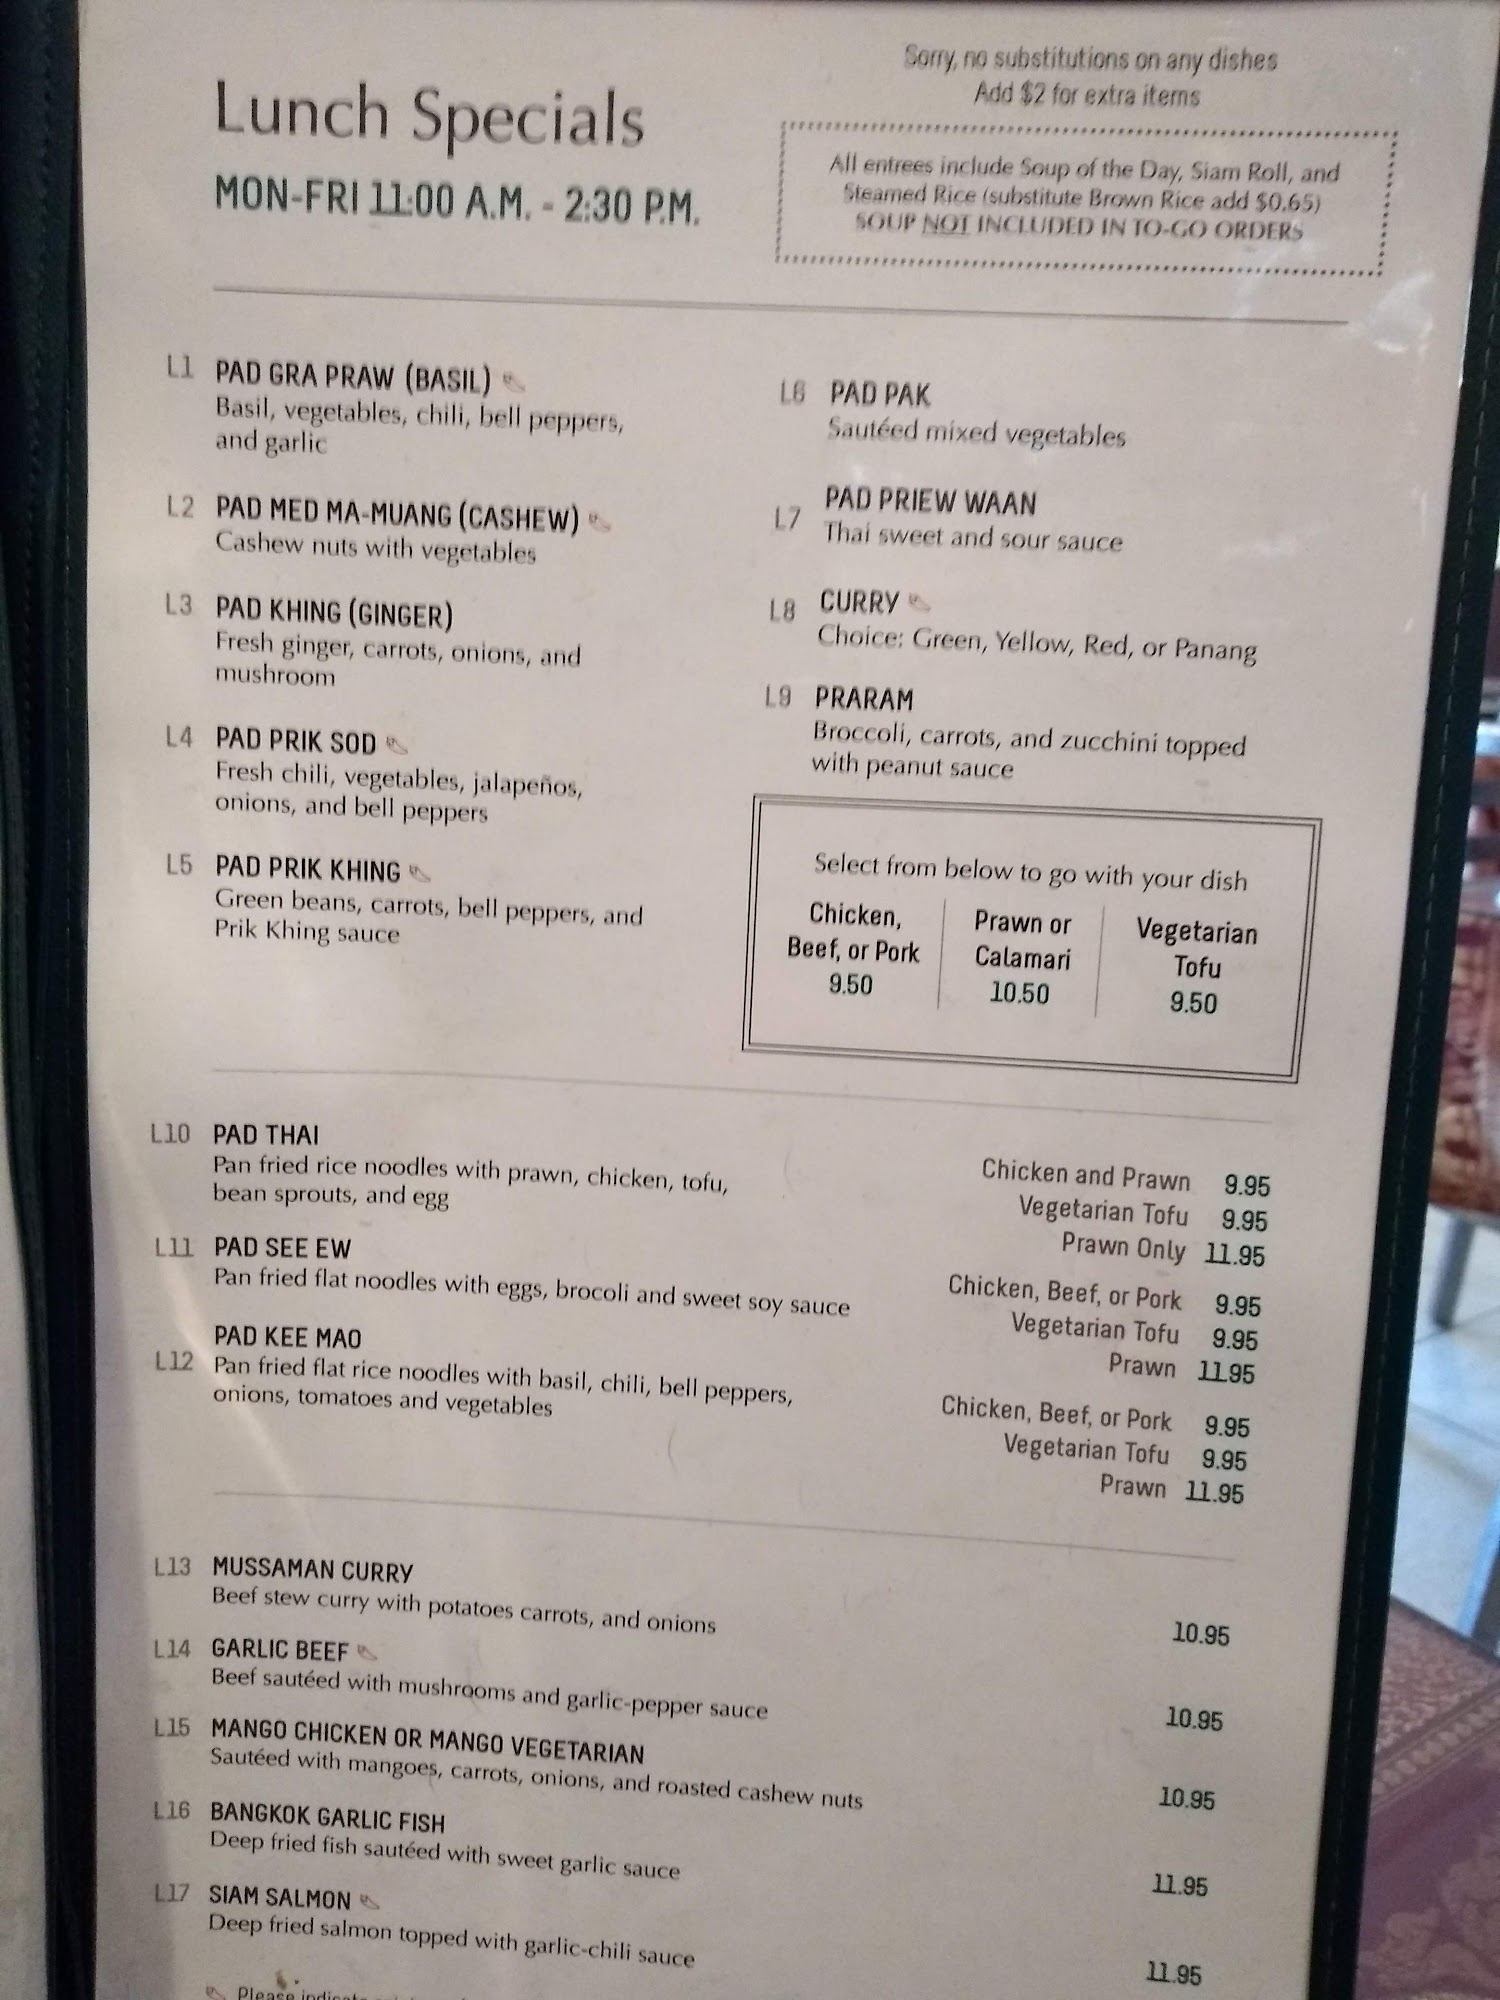 Sorry, no substitutions on any dishes
Add $2 for extra items
Lunch Specials
MON-FRI 11:00 A.M. - 2:30 P.M.
All entrees include Soup of the Day, Siam Roll, and
Steamed Rice (substitute Brown Rice add $0.65)
SOUP NOT INCLUDED IN TO-GO ORDERS
L1 PAD GRA PRAW (BASIL)
Basil, vegetables, chili, bell peppers,
and garlic
L2 PAD MED MA-MUANG (CASHEW)
Cashew nuts with vegetables
L3 PAD KHING (GINGER)
Fresh ginger, carrots, onions, and
mushroom
L4 PAD PRIK SOD
Fresh chili, vegetables, jalapeños,
onions, and bell peppers
L5 PAD PRIK KHING
Green beans, carrots, bell peppers, and
Prik Khing sauce
L6 PAD PAK
Sautéed mixed vegetables
L7 PAD PRIEW WAAN
Thai sweet and sour sauce
L8 CURRY
Choice: Green, Yellow, Red, or Panang
L9 PRARAM
Broccoli, carrots, and zucchini topped
with peanut sauce
Select from below to go with your dish
Chicken,
Beef, or Pork
9.50
Prawn or
Calamari
10.50
Vegetarian
Tofu
9.50
L10 PAD THAI
Pan fried rice noodles with prawn, chicken, tofu,
bean sprouts, and egg
Chicken and Prawn 9.95
Vegetarian Tofu 9.95
Prawn Only 11.95
L11 PAD SEE EW
Pan fried flat noodles with eggs, brocoli and sweet soy sauce
Chicken, Beef, or Pork 9.95
Vegetarian Tofu 9.95
Prawn 11.95
L12 PAD KEE MAO
Pan fried flat rice noodles with basil, chili, bell peppers,
onions, tomatoes and vegetables
Chicken, Beef, or Pork 9.95
Vegetarian Tofu 9.95
Prawn 11.95
L13 MUSSAMAN CURRY
Beef stew curry with potatoes carrots, and onions
10.95
L14 GARLIC BEEF
Beef sautéed with mushrooms and garlic-pepper sauce
10.95
L15 MANGO CHICKEN OR MANGO VEGETARIAN
Sautéed with mangoes, carrots, onions, and roasted cashew nuts
10.95
L16 BANGKOK GARLIC FISH
Deep fried fish sautéed with sweet garlic sauce
11.95
L17 SIAM SALMON
Deep fried salmon topped with garlic-chili sauce
11.95
Please